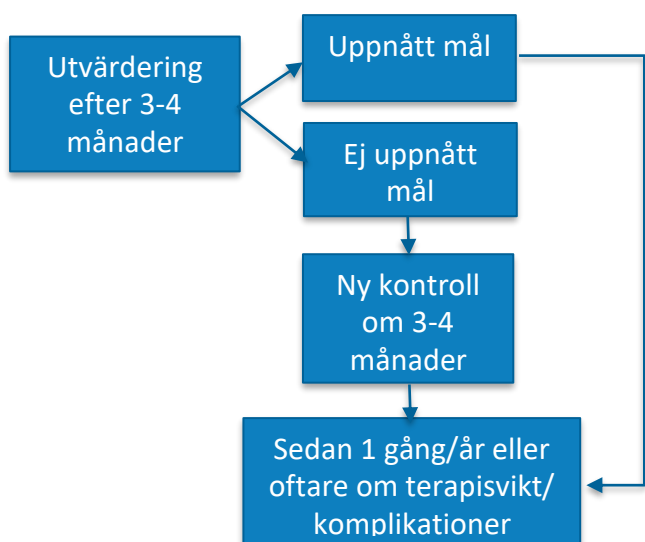 Utvärdering
efter 3-4
månader
Uppnått mål
Ej uppnått
mål
Ny kontroll
om 3-4
månader
Sedan 1 gång/år eller
oftare om terapisvikt/
komplikationer